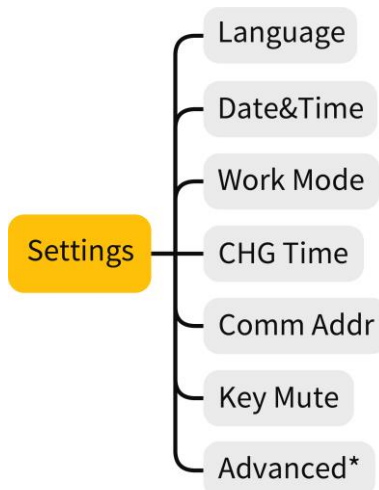 Language
Date&Time
Work Mode
Settings
CHG Time
Comm Addr
Key Mute
Advanced*